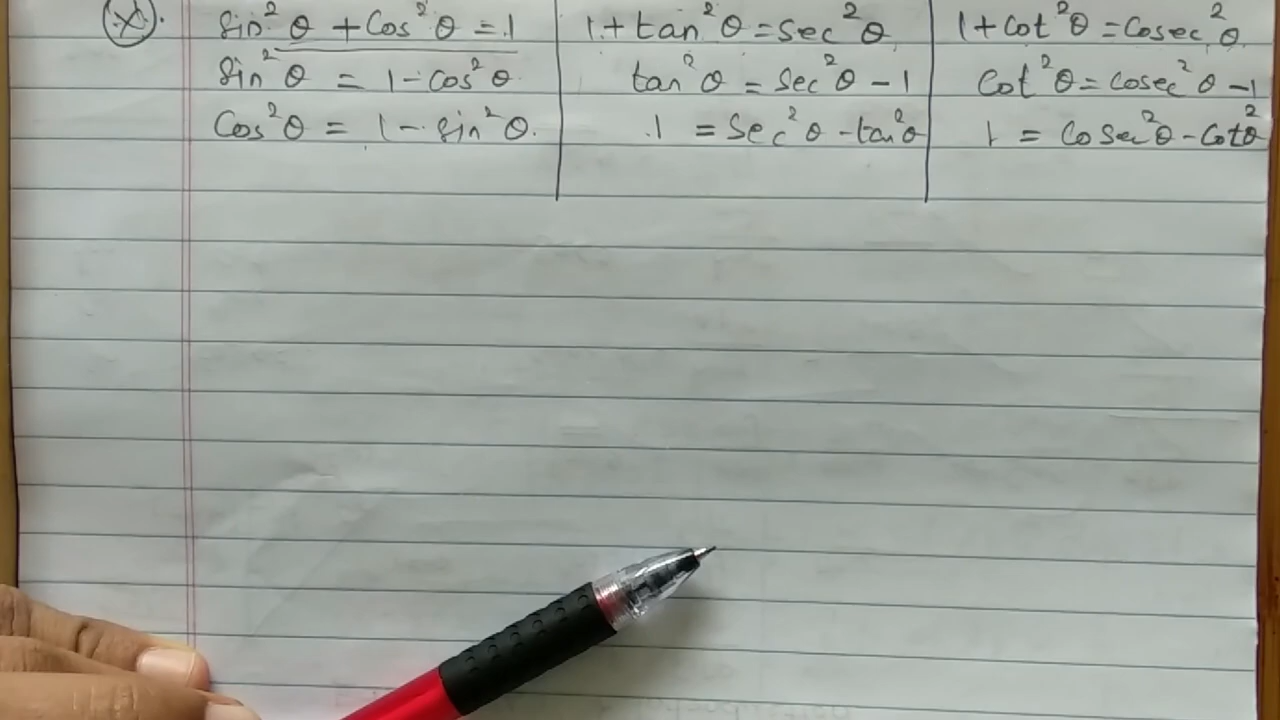 (X). sin²θ + Cos²θ = 1
sin²θ = 1 - cos²θ
Cos²θ = 1 - sin²θ.
1 + tan²θ = sec²θ
tan²θ = sec²θ - 1
1 = sec²θ - tan²θ
1 + cot²θ = cosec²θ
cot²θ = cosec²θ - 1
1 = cosec²θ - cotθ²